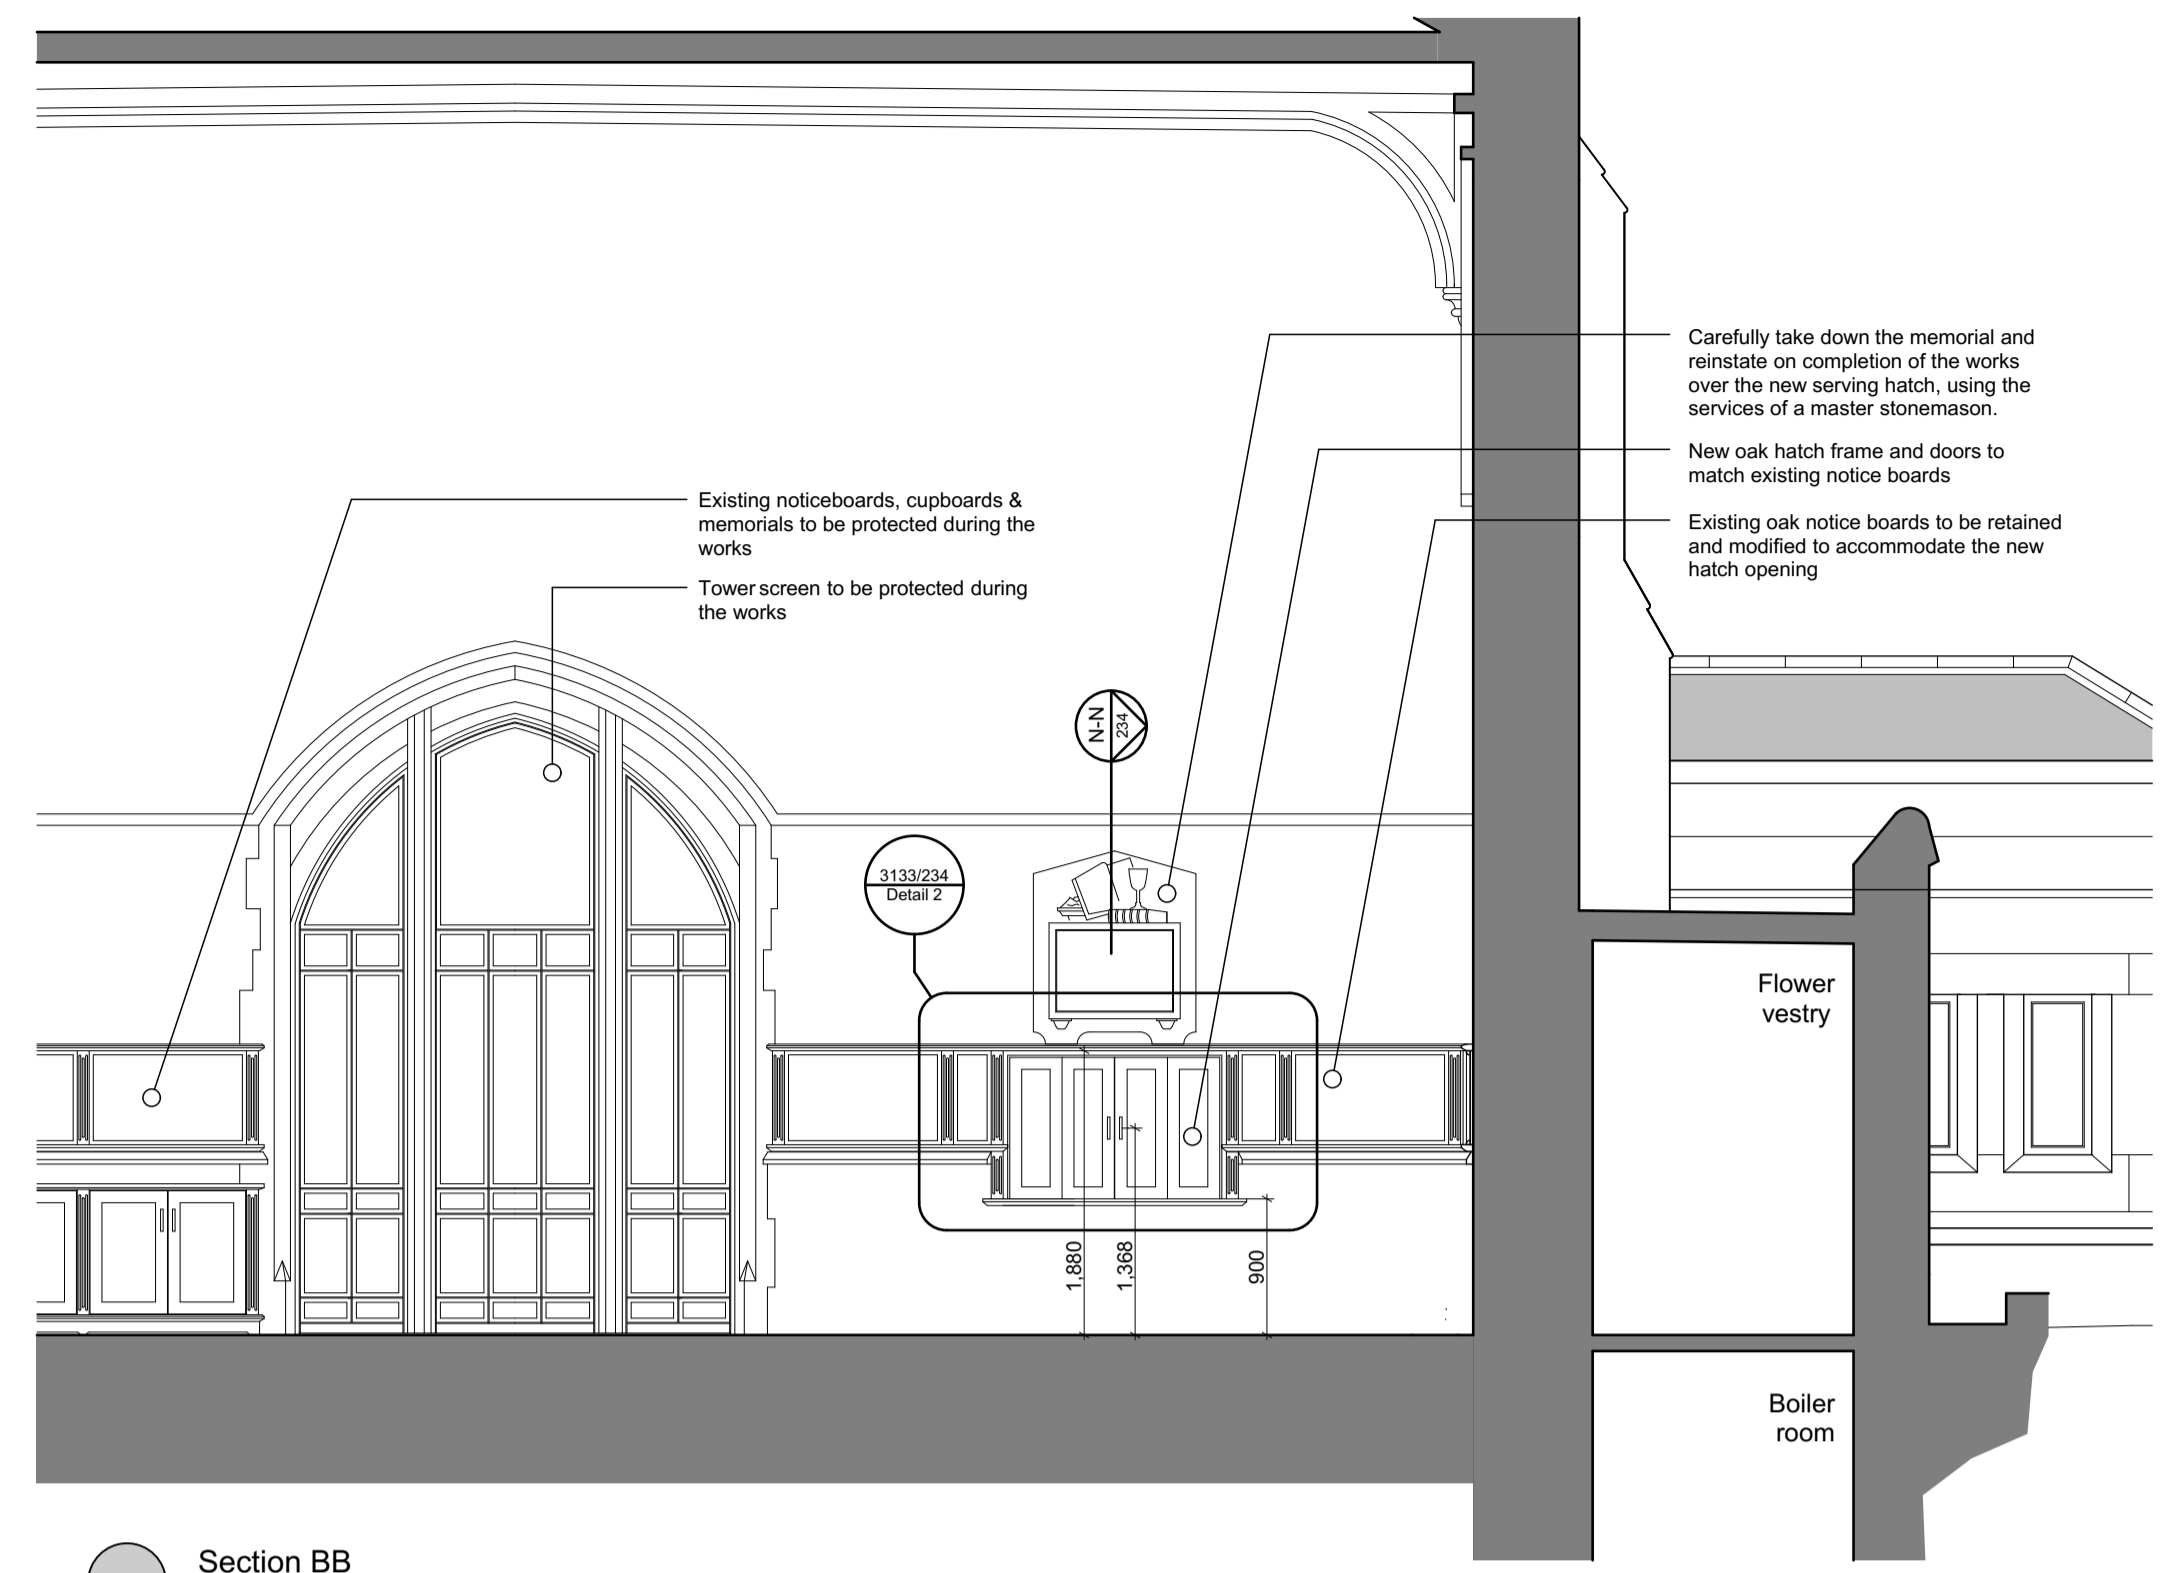 Carefully take down the memorial and
reinstate on completion of the works
over the new serving hatch, using the
services of a master stonemason.
New oak hatch frame and doors to
match existing notice boards
Existing oak notice boards to be retained
and modified to accommodate the new
hatch opening
Existing noticeboards, cupboards &
memorials to be protected during the
works
Tower screen to be protected during
the works
N-N
234
3133/234
Detail 2
Flower
vestry
1,880
1,368
900
Boiler
room
Section BB